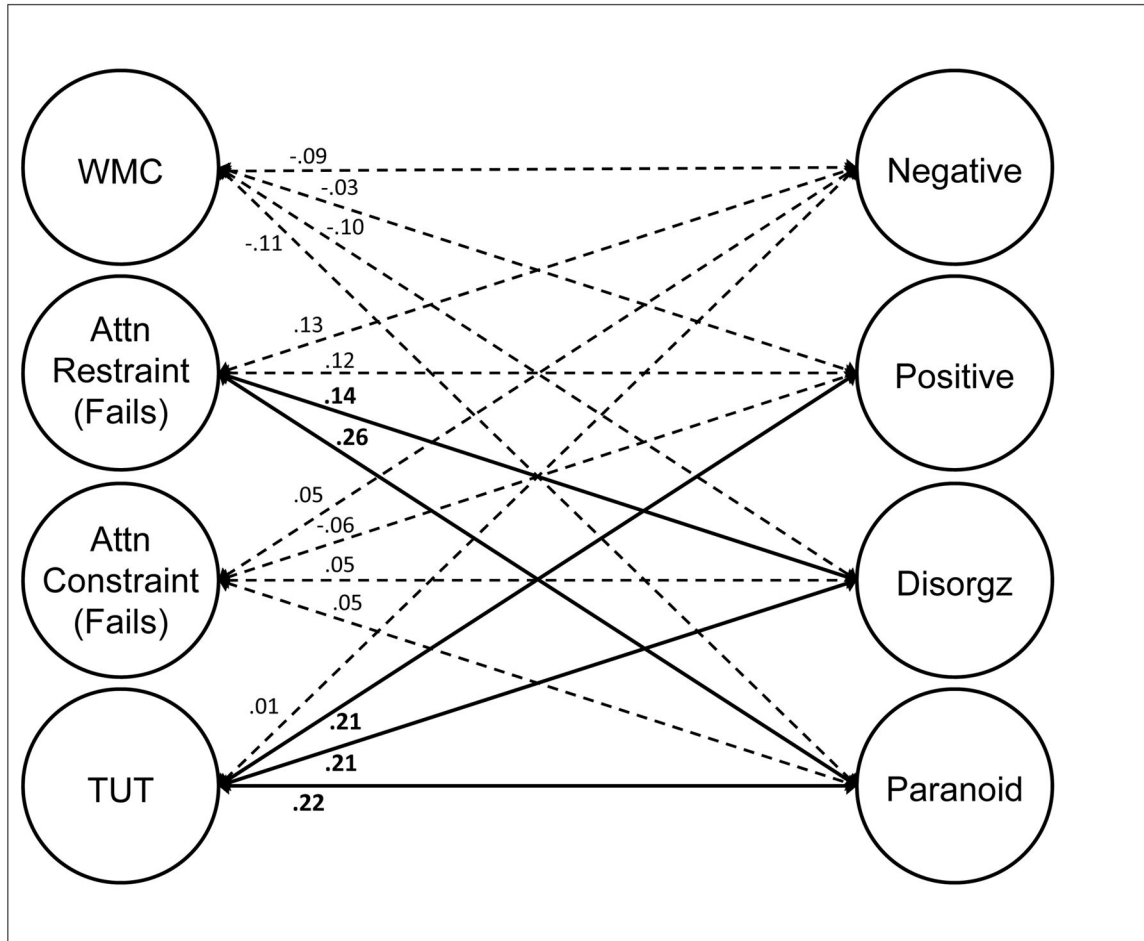 WMC
Attn
Restraint
(Fails)
Attn
Constraint
(Fails)
TUT
-.09
-.03
-.10
-.11
.13
.12
.14
.26
.05
-.06
.05
.05
.01
.21
.21
.22
Negative
Positive
Disorgz
Paranoid